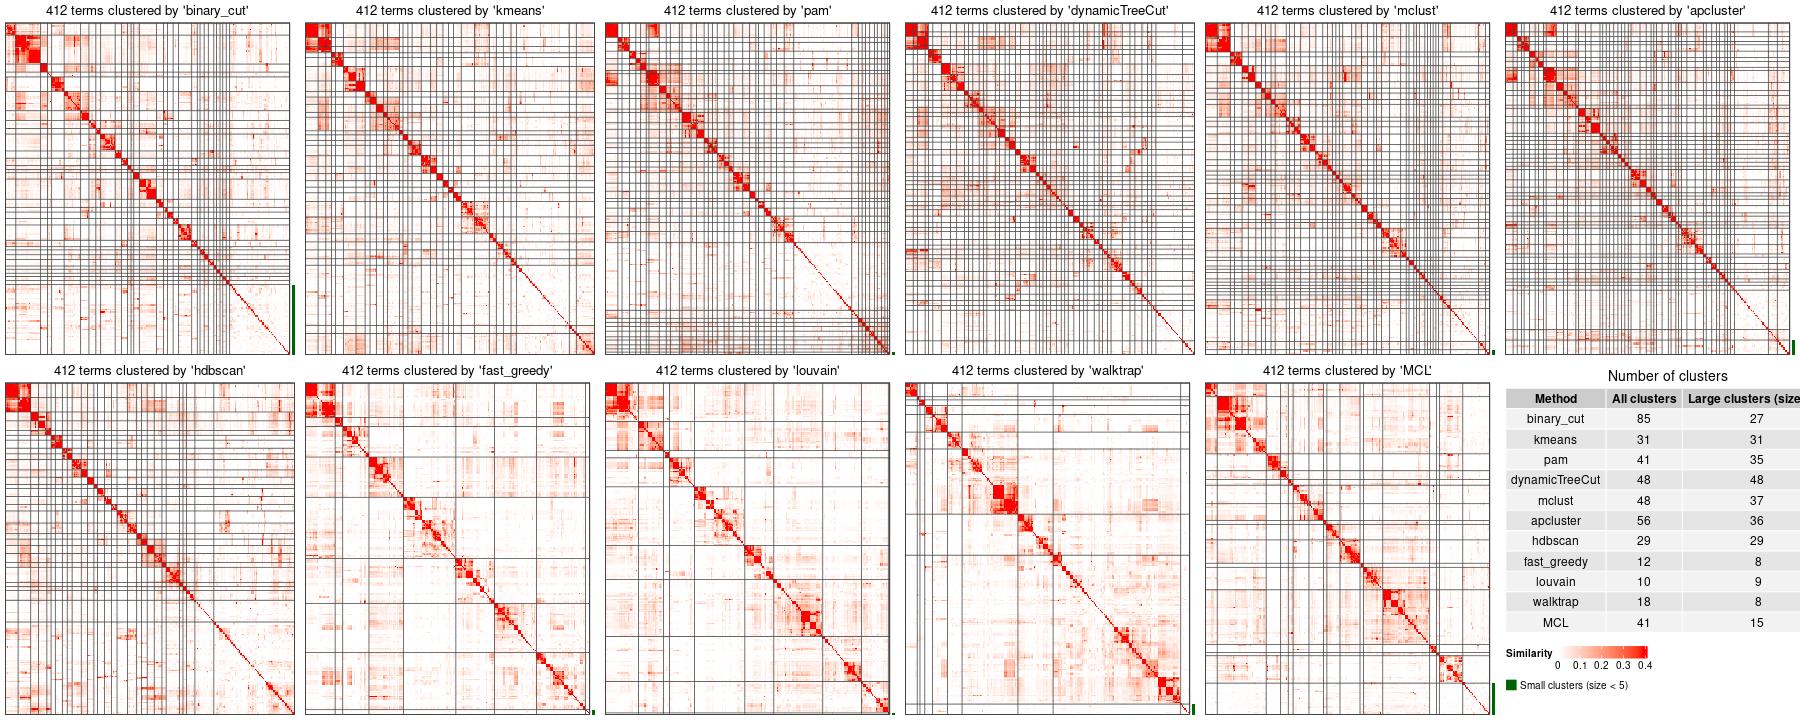 412 terms clustered by 'binary_cut'
412 terms clustered by 'kmeans'
412 terms clustered by 'pam'
412 terms clustered by 'dynamicTreeCut'
412 terms clustered by 'mclust'
412 terms clustered by 'apcluster'
412 terms clustered by 'hdbscan'
412 terms clustered by 'fast_greedy'
412 terms clustered by 'louvain'
412 terms clustered by 'walktrap'
412 terms clustered by 'MCL'
Number of clusters
Method All clusters Large clusters (size
binary_cut 85 27
kmeans 31 31
pam 41 35
dynamicTreeCut 48 48
mclust 48 37
apcluster 56 36
hdbscan 29 29
fast_greedy 12 8
louvain 10 9
walktrap 18 8
MCL 41 15
Similarity
0 0.1 0.2 0.3 0.4
Small clusters (size < 5)